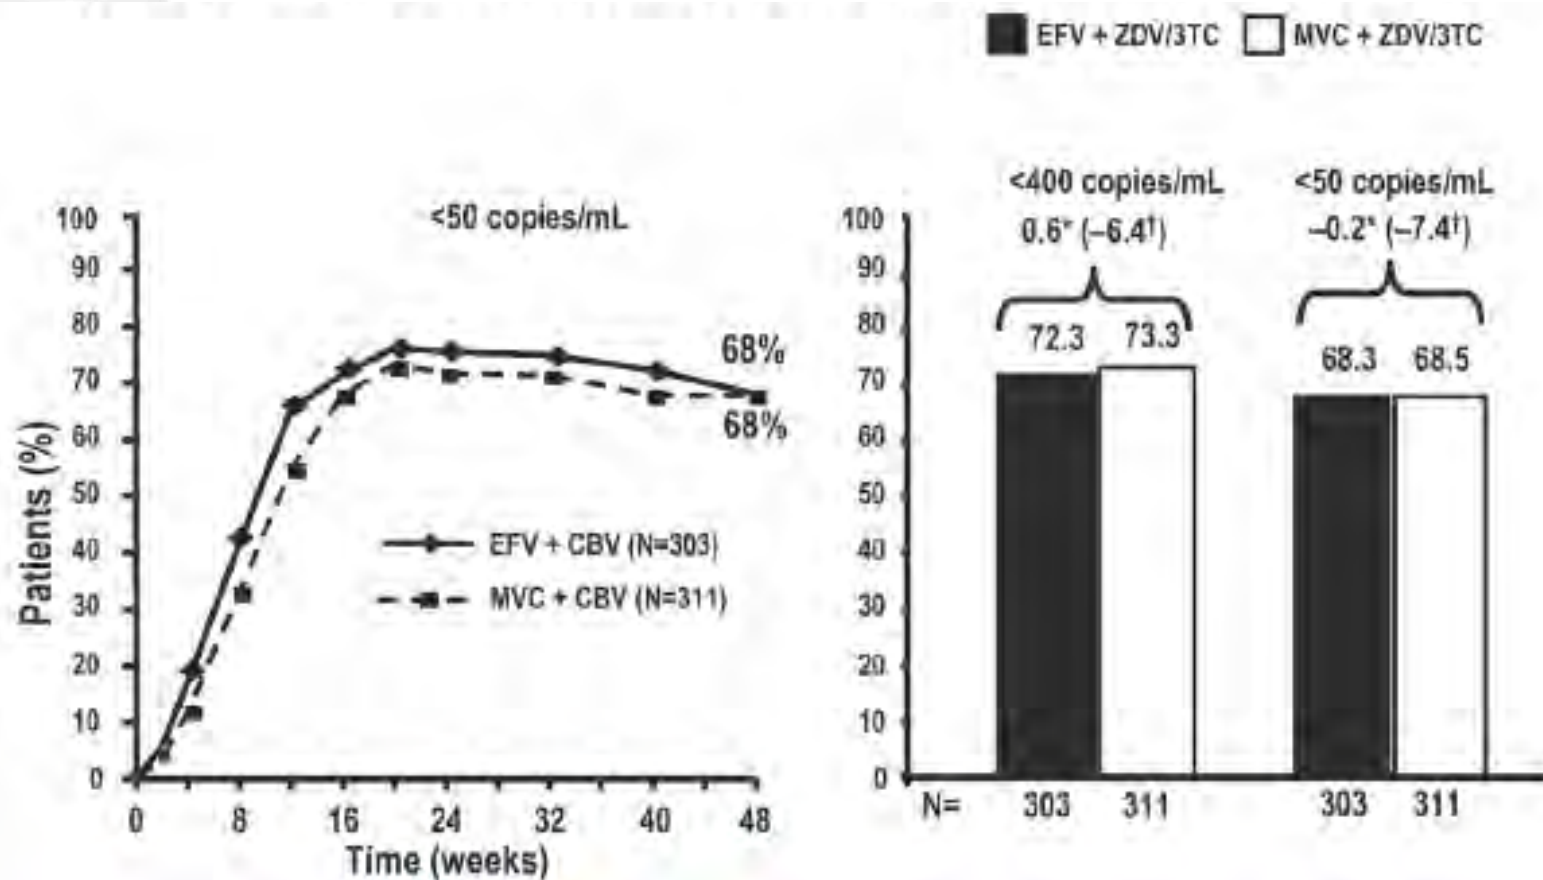 EFV + ZDV/3TC MVC + ZDV/3TC
<50 copies/mL
100
90
80
70
60
50
40
30
20
10
0
Patients (%)
68%
68%
EFV + CBV (N=303)
MVC + CBV (N=311)
0 8 16 24 32 40 48
Time (weeks)
<400 copies/mL <50 copies/mL
0.6* (–6.4†) –0.2* (–7.4†)
100
90
80
70
60
50
40
30
20
10
0
72.3 73.3 68.3 68.5
N= 303 311 303 311